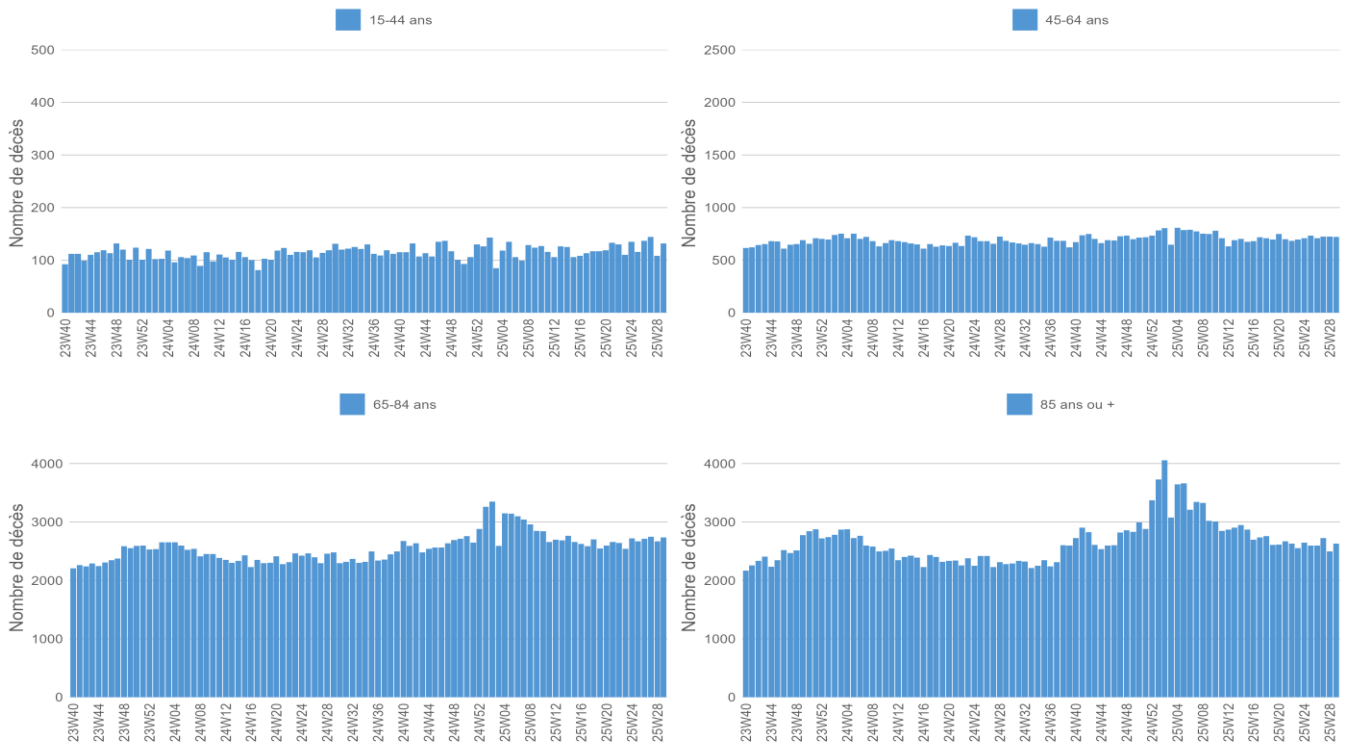 15-44 ans
Nombre de décès
500
400
300
200
100
0
23W40 23W44 23W48 23W52 24W04 24W08 24W12 24W16 24W20 24W24 24W28 24W32 24W36 24W40 24W44 24W48 24W52 25W04 25W08 25W12 25W16 25W20 25W24 25W28
45-64 ans
Nombre de décès
2500
2000
1500
1000
500
0
23W40 23W44 23W48 23W52 24W04 24W08 24W12 24W16 24W20 24W24 24W28 24W32 24W36 24W40 24W44 24W48 24W52 25W04 25W08 25W12 25W16 25W20 25W24 25W28
65-84 ans
Nombre de décès
4000
3000
2000
1000
0
23W40 23W44 23W48 23W52 24W04 24W08 24W12 24W16 24W20 24W24 24W28 24W32 24W36 24W40 24W44 24W48 24W52 25W04 25W08 25W12 25W16 25W20 25W24 25W28
85 ans ou +
Nombre de décès
4000
3000
2000
1000
0
23W40 23W44 23W48 23W52 24W04 24W08 24W12 24W16 24W20 24W24 24W28 24W32 24W36 24W40 24W44 24W48 24W52 25W04 25W08 25W12 25W16 25W20 25W24 25W28